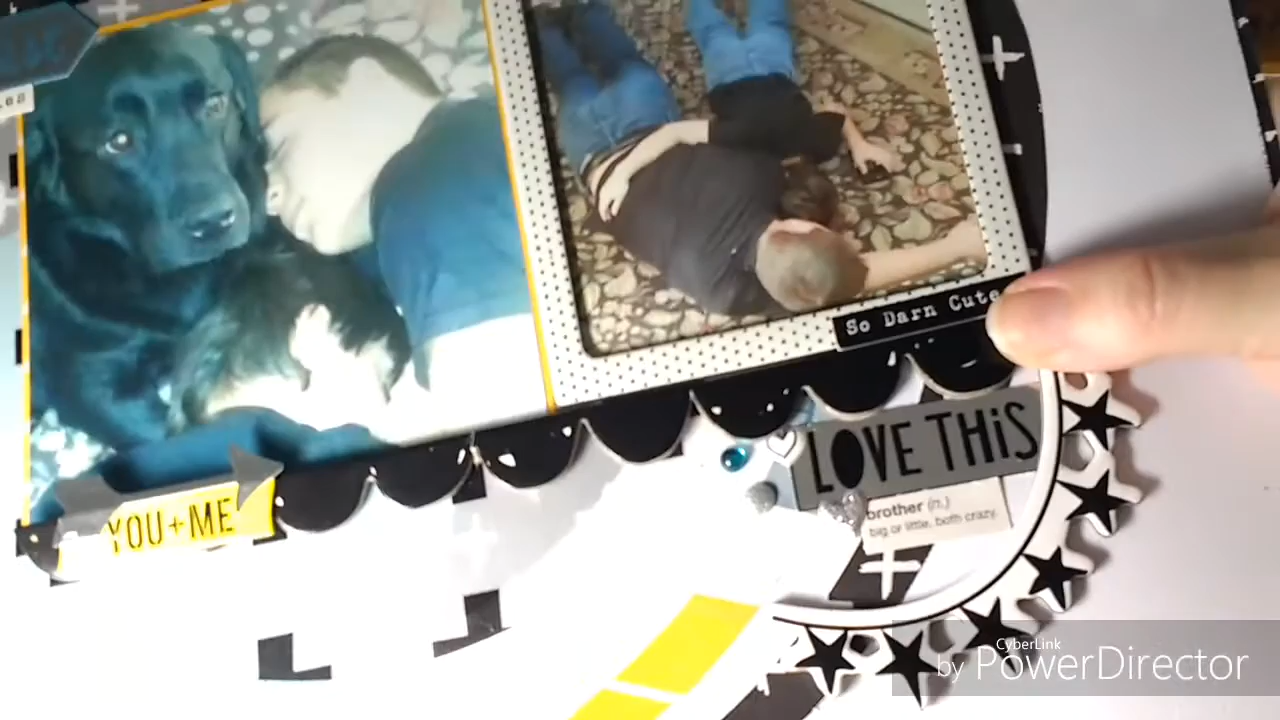 So Darn Cute
LOVE THiS
brother (n.)
big or little, both crazy.
YOU+ME
CyberLink
by PowerDirector